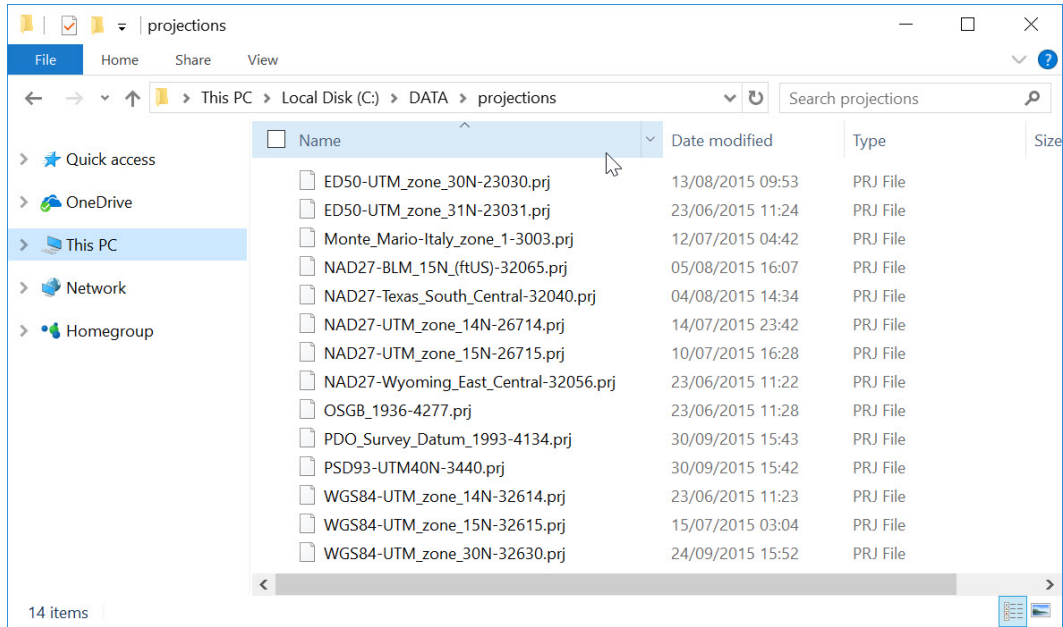 projections
File Home Share View
This PC > Local Disk (C:) > DATA > projections Search projections
Quick access
OneDrive
This PC
Network
Homegroup
Name Date modified Type Size
ED50-UTM_zone_30N-23030.prj 13/08/2015 09:53 PRJ File
ED50-UTM_zone_31N-23031.prj 23/06/2015 11:24 PRJ File
Monte_Mario-Italy_zone_1-3003.prj 12/07/2015 04:42 PRJ File
NAD27-BLM_15N_(ftUS)-32065.prj 05/08/2015 16:07 PRJ File
NAD27-Texas_South_Central-32040.prj 04/08/2015 14:34 PRJ File
NAD27-UTM_zone_14N-26714.prj 14/07/2015 23:42 PRJ File
NAD27-UTM_zone_15N-26715.prj 10/07/2015 16:28 PRJ File
NAD27-Wyoming_East_Central-32056.prj 23/06/2015 11:22 PRJ File
OSGB_1936-4277.prj 23/06/2015 11:28 PRJ File
PDO_Survey_Datum_1993-4134.prj 30/09/2015 15:43 PRJ File
PSD93-UTM40N-3440.prj 30/09/2015 15:42 PRJ File
WGS84-UTM_zone_14N-32614.prj 23/06/2015 11:23 PRJ File
WGS84-UTM_zone_15N-32615.prj 15/07/2015 03:04 PRJ File
WGS84-UTM_zone_30N-32630.prj 24/09/2015 15:52 PRJ File
14 items